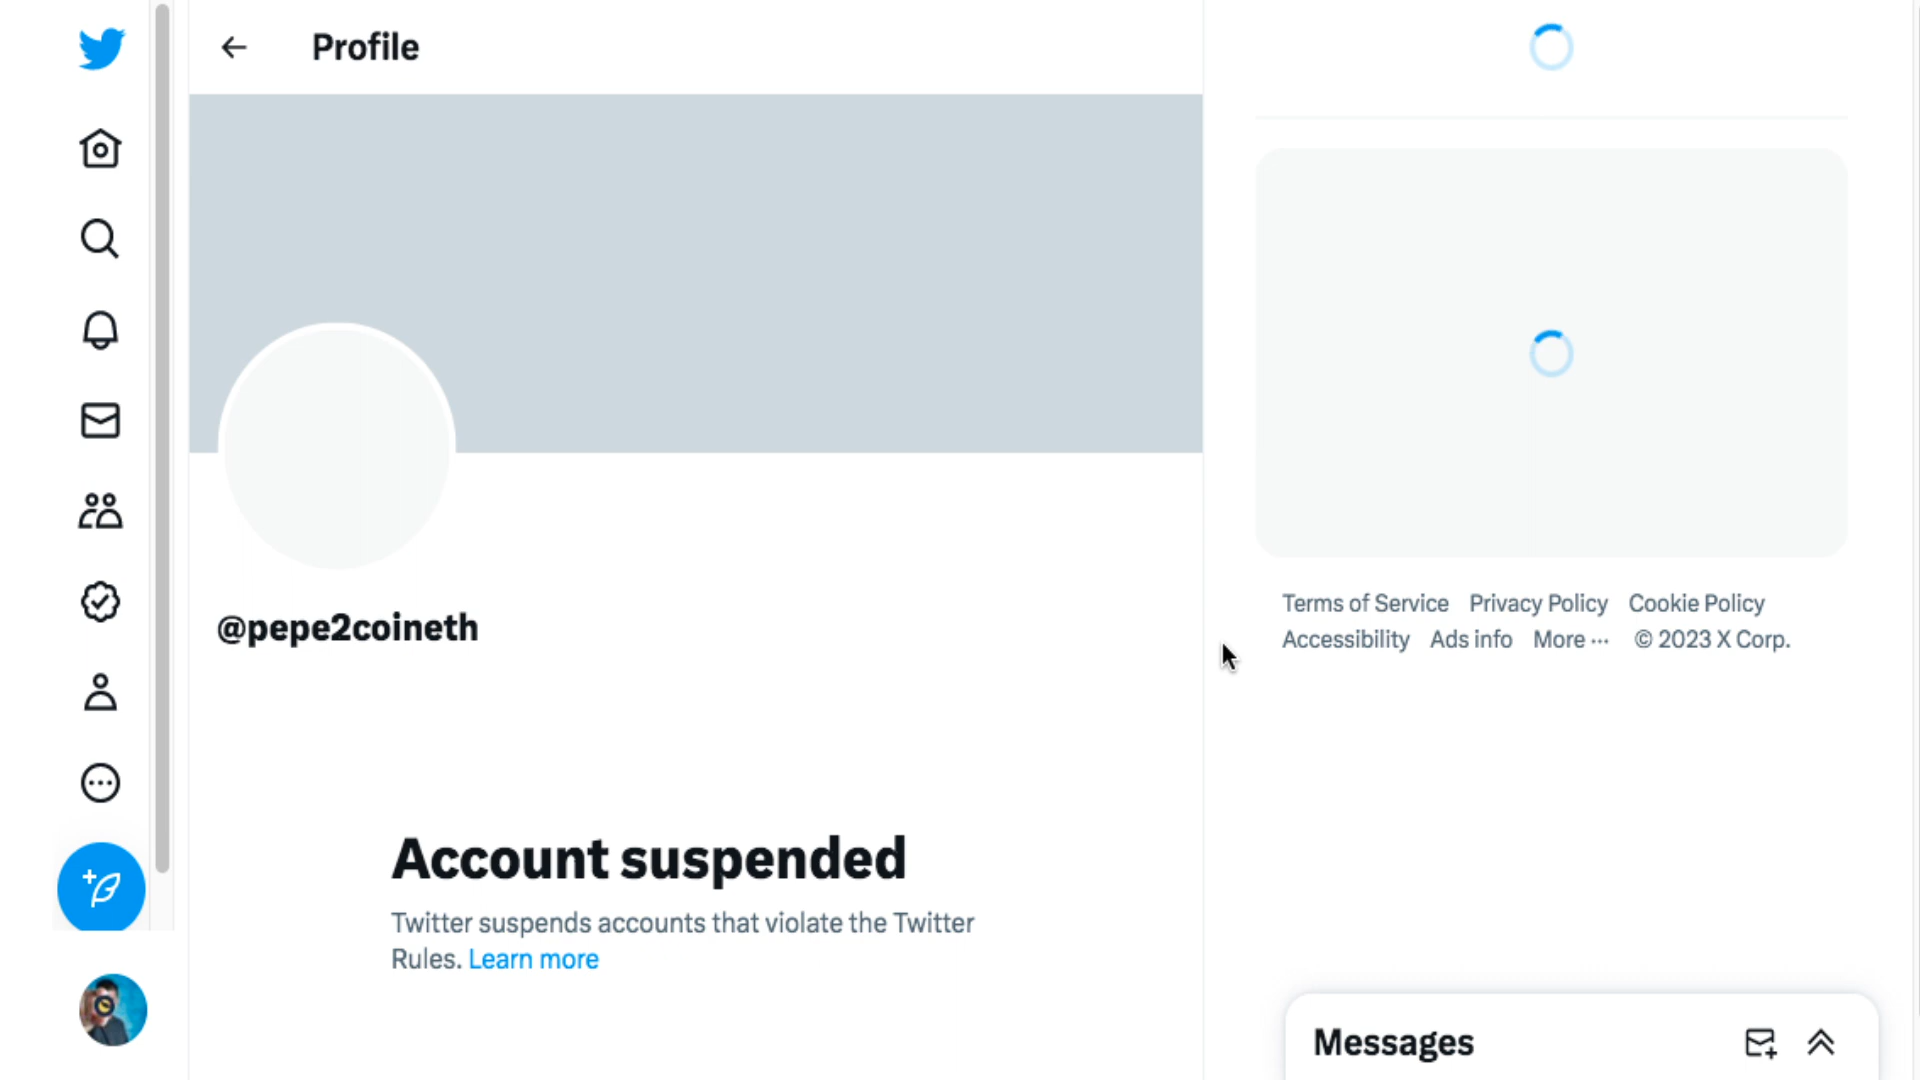 Profile
@pepe2coineth
Account suspended
Twitter suspends accounts that violate the Twitter
Rules. Learn more
Terms of Service Privacy Policy Cookie Policy
Accessibility Ads info More ··· © 2023 X Corp.
Messages